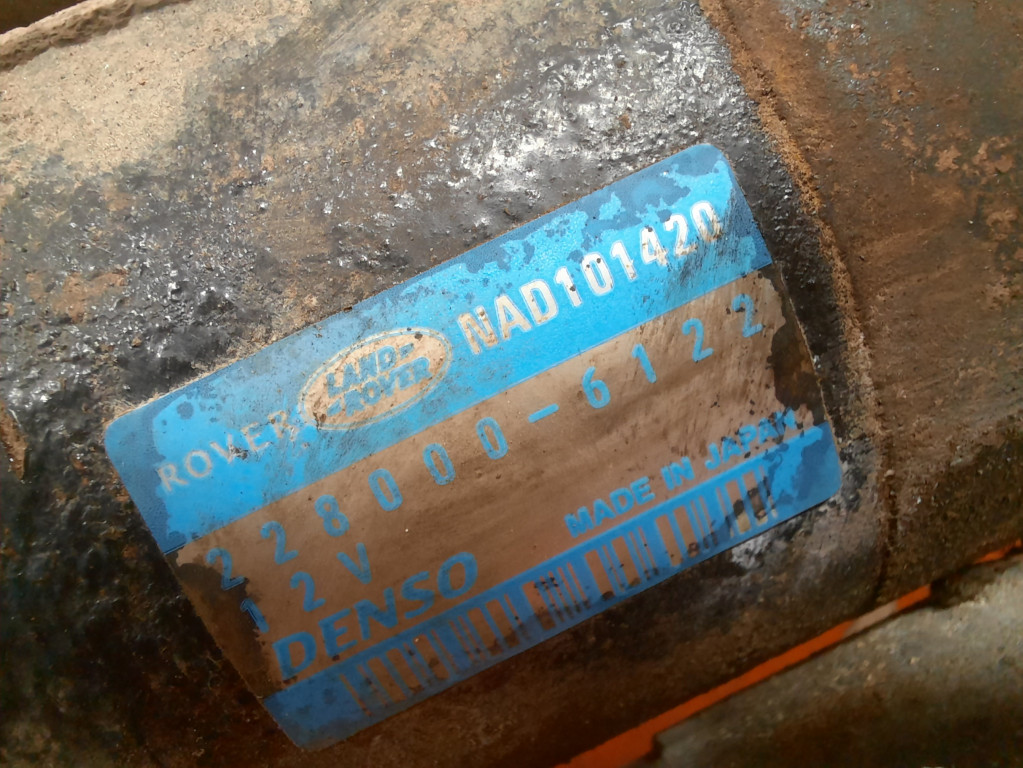 ROVER LAND-ROVER NAD101420
228000-6122
12V
DENSO MADE IN JAPAN